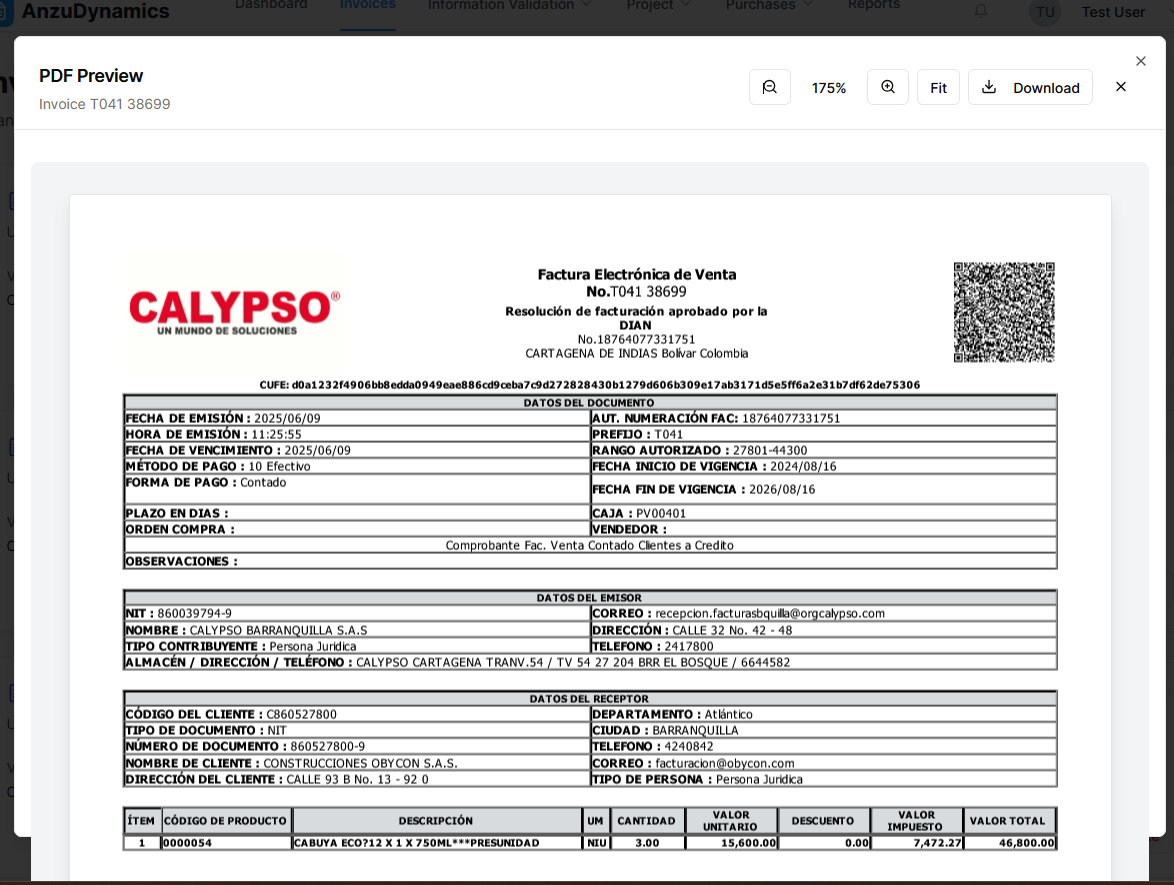 AnzuDynamics
Dashboard
Invoices
Information Validation
Project
Purchases
Reports
TU
Test User
PDF Preview
Invoice T041 38699
175%
Fit
Download
CALYPSO®
UN MUNDO DE SOLUCIONES
Factura Electrónica de Venta
No.T041 38699
Resolución de facturación aprobado por la
DIAN
No.18764077331751
CARTAGENA DE INDIAS Bolívar Colombia
CUFE: d0a1232f4906bb8edda0949eae886cd9ceba7c9d272828430b1279d606b309e17ab3171d5e5ff6a2e31b7df62de75306
DATOS DEL DOCUMENTO
FECHA DE EMISIÓN : 2025/06/09
AUT. NUMERACIÓN FAC: 18764077331751
HORA DE EMISIÓN : 11:25:55
PREFIJO : T041
FECHA DE VENCIMIENTO : 2025/06/09
RANGO AUTORIZADO : 27801-44300
MÉTODO DE PAGO : 10 Efectivo
FECHA INICIO DE VIGENCIA : 2024/08/16
FORMA DE PAGO : Contado
FECHA FIN DE VIGENCIA : 2026/08/16
PLAZO EN DIAS :
CAJA : PV00401
ORDEN COMPRA :
VENDEDOR :
Comprobante Fac. Venta Contado Clientes a Credito
OBSERVACIONES :
DATOS DEL EMISOR
NIT : 860039794-9
CORREO : recepcion.facturasbquilla@orgcalypso.com
NOMBRE : CALYPSO BARRANQUILLA S.A.S
DIRECCIÓN : CALLE 32 No. 42 - 48
TIPO CONTRIBUYENTE : Persona Juridica
TELEFONO : 2417800
ALMACÉN / DIRECCIÓN / TELÉFONO : CALYPSO CARTAGENA TRANV.54 / TV 54 27 204 BRR EL BOSQUE / 6644582
DATOS DEL RECEPTOR
CÓDIGO DEL CLIENTE : C860527800
DEPARTAMENTO : Atlántico
TIPO DE DOCUMENTO : NIT
CIUDAD : BARRANQUILLA
NÚMERO DE DOCUMENTO : 860527800-9
TELEFONO : 4240842
NOMBRE DE CLIENTE : CONSTRUCCIONES OBYCON S.A.S.
CORREO : facturacion@obycon.com
DIRECCIÓN DEL CLIENTE : CALLE 93 B No. 13 - 92 0
TIPO DE PERSONA : Persona Juridica
ÍTEM CÓDIGO DE PRODUCTO DESCRIPCIÓN UM CANTIDAD VALOR UNITARIO DESCUENTO VALOR IMPUESTO VALOR TOTAL
1 0000054 CABUYA ECO?12 X 1 X 750ML***PRESUNIDAD NIU 3.00 15,600.00 0.00 7,472.27 46,800.00